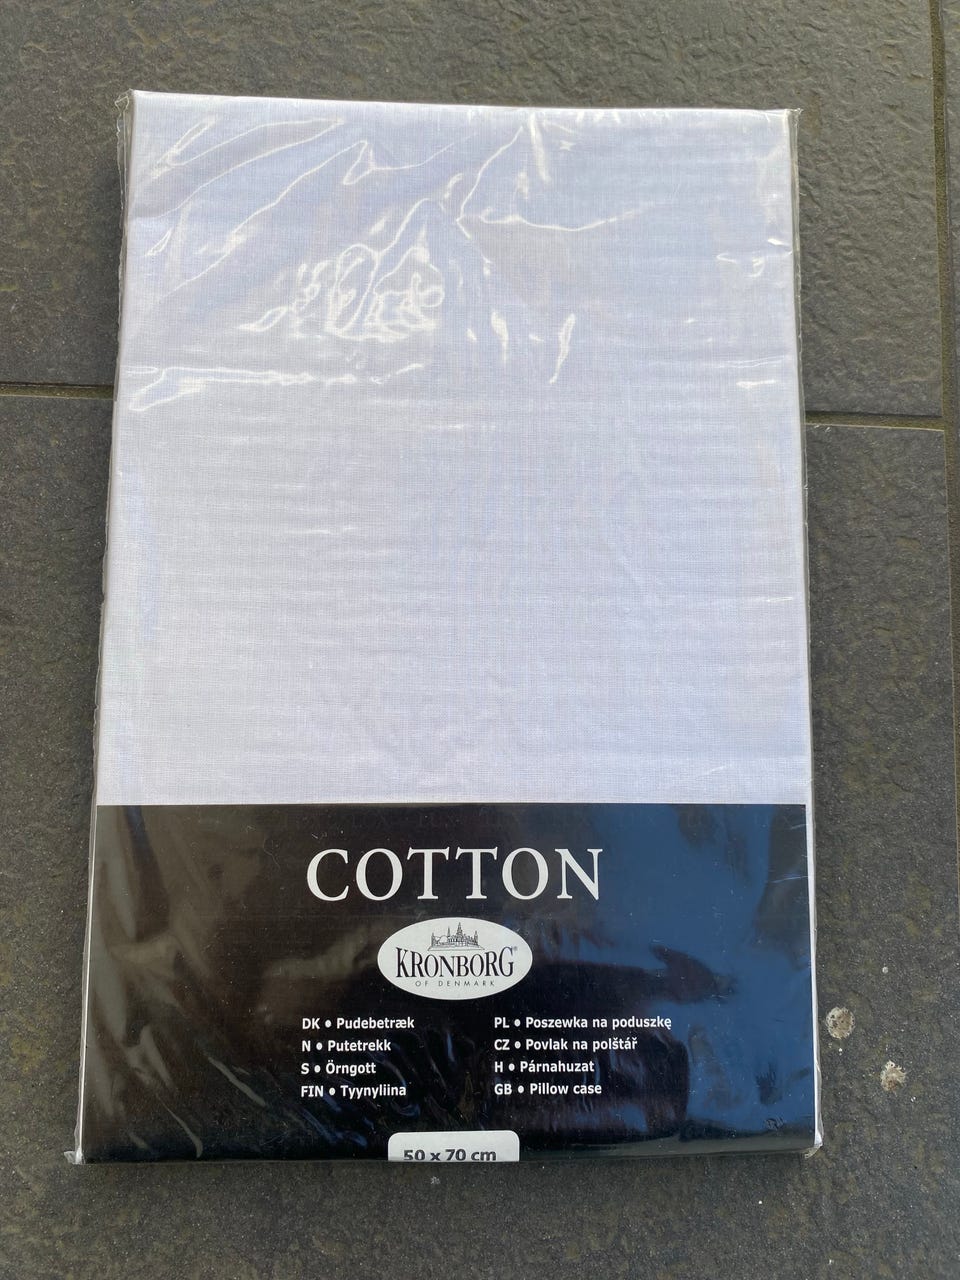 COTTON
KRONBORG®
OF DENMARK
DK • Pudebetræk
N • Putetrekk
S • Örngott
FIN • Tyynyliina
PL • Poszewka na poduszkę
CZ • Povlak na polštář
H • Párnahuzat
GB • Pillow case
50 x 70 cm